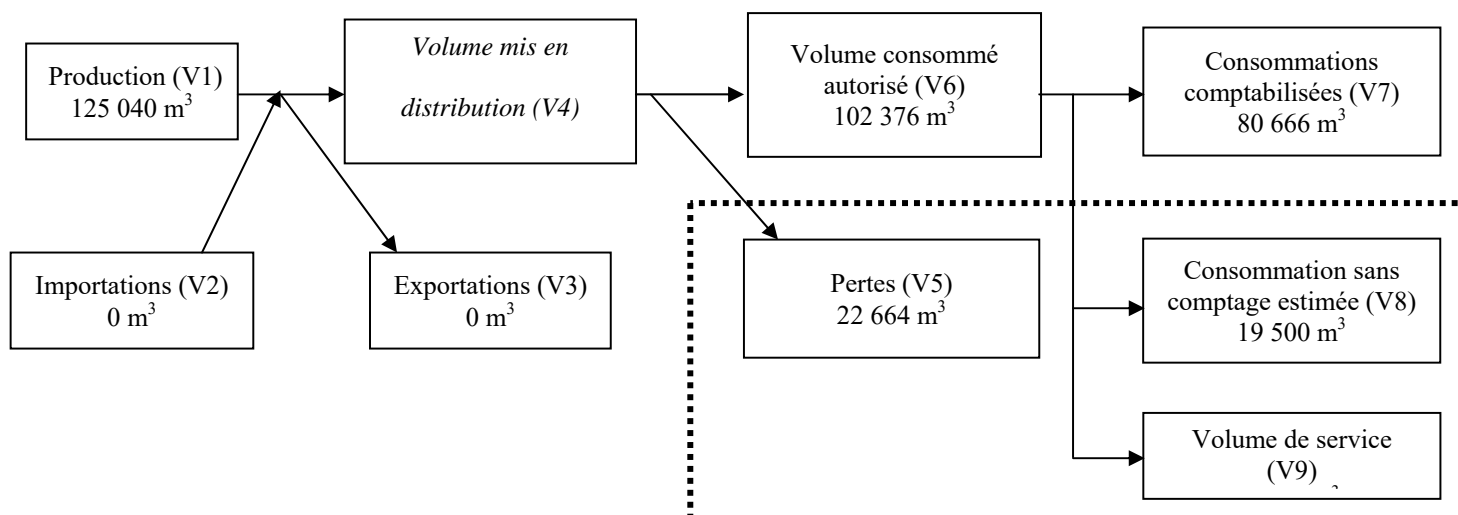 Production (V1)
125 040 m³
Volume mis en
distribution (V4)
Volume consommé
autorisé (V6)
102 376 m³
Consommations
comptabilisées (V7)
80 666 m³
Importations (V2)
0 m³
Exportations (V3)
0 m³
Pertes (V5)
22 664 m³
Consommation sans
comptage estimée (V8)
19 500 m³
Volume de service
(V9)